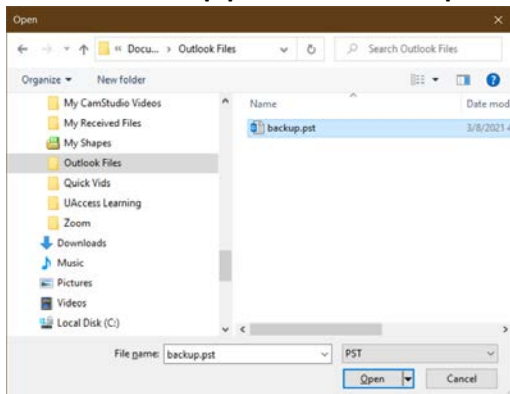 Open
« Docu... › Outlook Files
Search Outlook Files
Organize
New folder
Name
Date mod
My CamStudio Videos
My Received Files
My Shapes
Outlook Files
Quick Vids
UAccess Learning
Zoom
Downloads
Music
Pictures
Videos
Local Disk (C:)
backup.pst
3/8/2021
File name:
backup.pst
PST
Open
Cancel